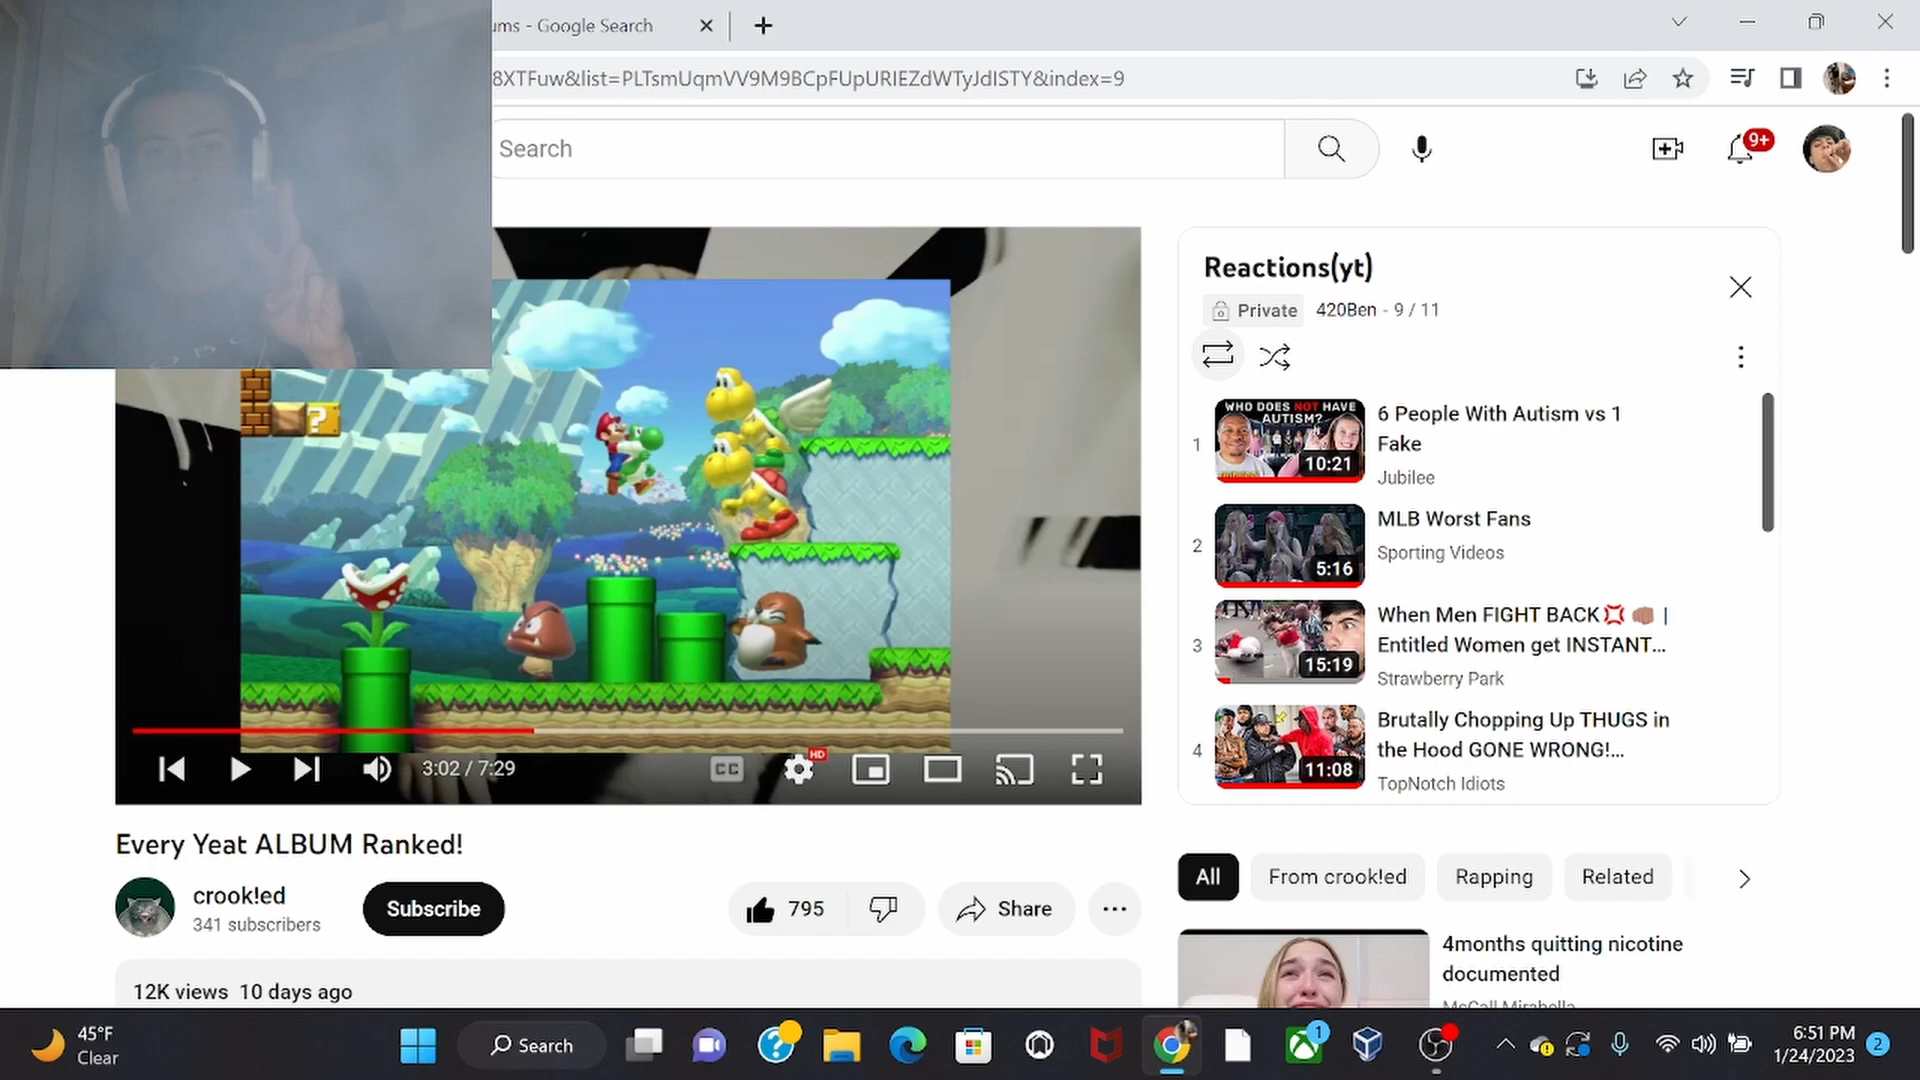 ums - Google Search
8XTFuw&list=PLTsmUqmVV9M9BCpFUpURIEZdWTyJdISTY&index=9
Search
9+
Reactions(yt)
Private 420Ben - 9 / 11
1
WHO DOES NOT HAVE AUTISM?
10:21
6 People With Autism vs 1 Fake
Jubilee
2
5:16
MLB Worst Fans
Sporting Videos
3
15:19
When Men FIGHT BACK💢 👊🏽 |
Entitled Women get INSTANT...
Strawberry Park
4
11:08
Brutally Chopping Up THUGS in
the Hood GONE WRONG!...
TopNotch Idiots
?
3:02 / 7:29
CC
HD
Every Yeat ALBUM Ranked!
crook!ed
341 subscribers
Subscribe
795
Share
12K views 10 days ago
All
From crook!ed
Rapping
Related
4months quitting nicotine
documented
McCall Mirabella
45°F
Clear
Search
1
6:51 PM
1/24/2023
2